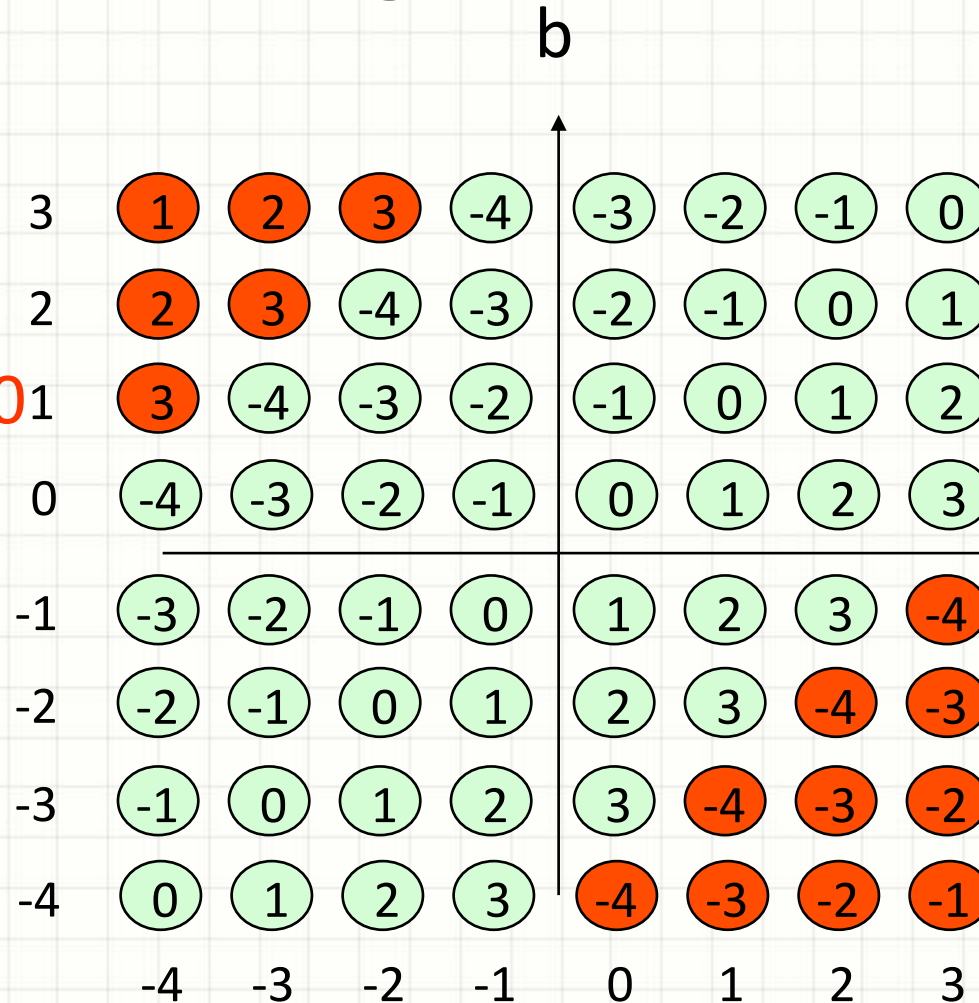 b
3 1 2 3 -4 -3 -2 -1 0
2 2 3 -4 -3 -2 -1 0 1
01 3 -4 -3 -2 -1 0 1 2
0 -4 -3 -2 -1 0 1 2 3
-1 -3 -2 -1 0 1 2 3 -4
-2 -2 -1 0 1 2 3 -4 -3
-3 -1 0 1 2 3 -4 -3 -2
-4 0 1 2 3 -4 -3 -2 -1
-4 -3 -2 -1 0 1 2 3